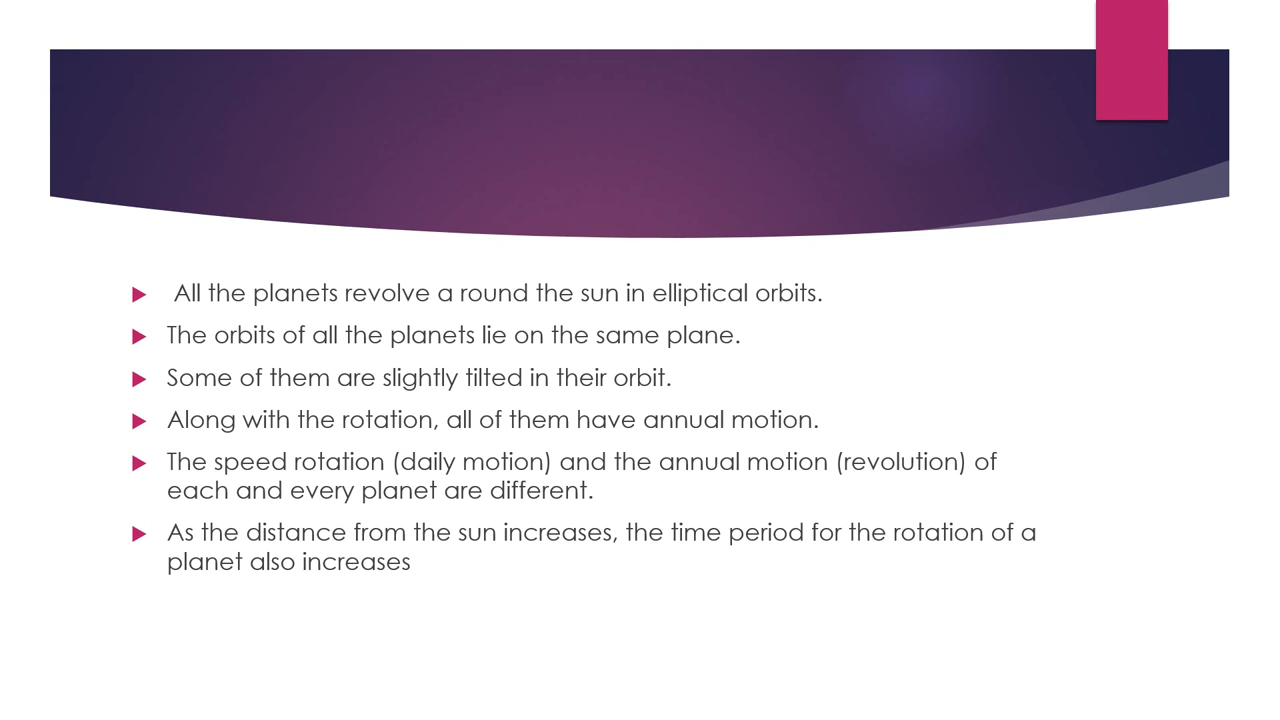 All the planets revolve a round the sun in elliptical orbits.
The orbits of all the planets lie on the same plane.
Some of them are slightly tilted in their orbit.
Along with the rotation, all of them have annual motion.
The speed rotation (daily motion) and the annual motion (revolution) of
each and every planet are different.
As the distance from the sun increases, the time period for the rotation of a
planet also increases